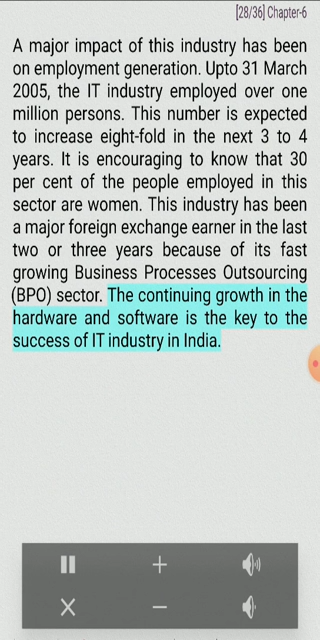 [28/36] Chapter-6
A major impact of this industry has been
on employment generation. Upto 31 March
2005, the IT industry employed over one
million persons. This number is expected
to increase eight-fold in the next 3 to 4
years. It is encouraging to know that 30
per cent of the people employed in this
sector are women. This industry has been
a major foreign exchange earner in the last
two or three years because of its fast
growing Business Processes Outsourcing
(BPO) sector. The continuing growth in the
hardware and software is the key to the
success of IT industry in India.